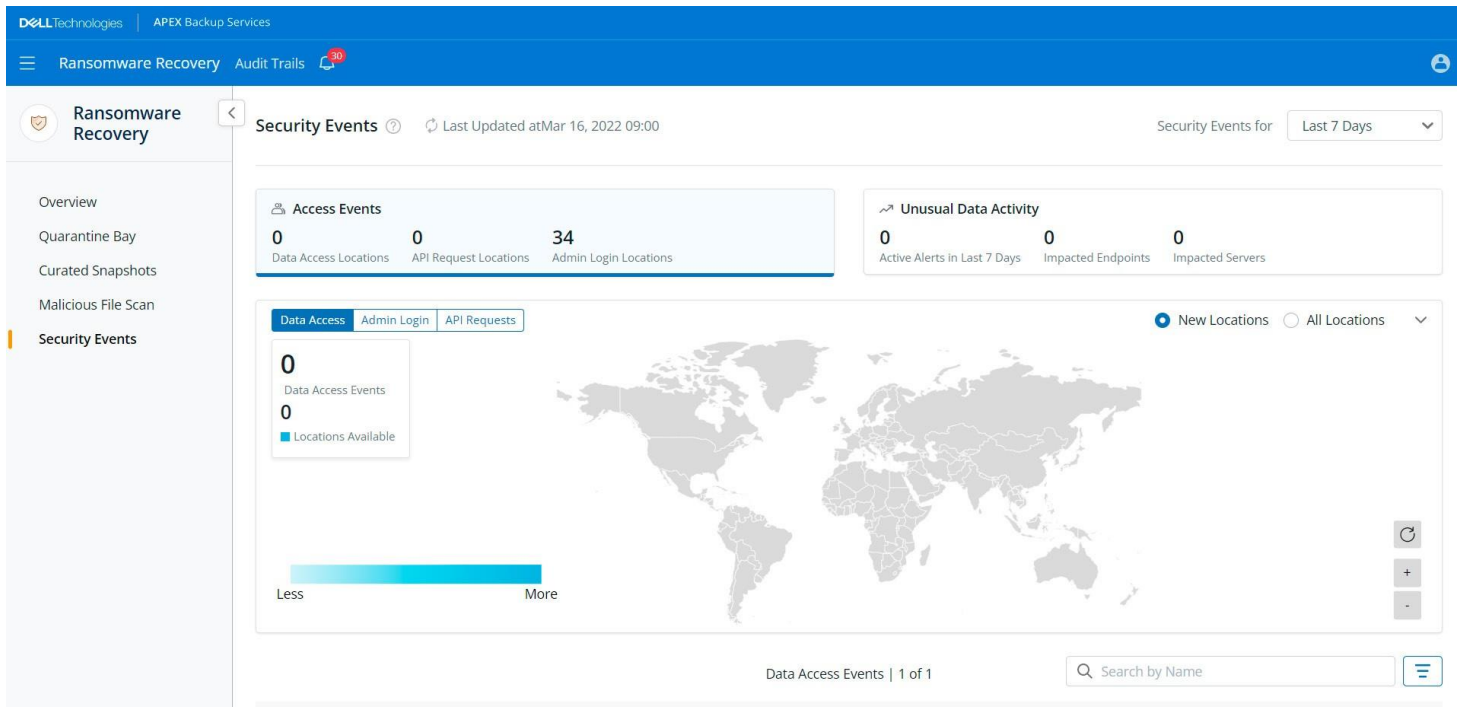 DELLTechnologies | APEX Backup Services
Ransomware Recovery Audit Trails 30
Ransomware Recovery
Overview
Quarantine Bay
Curated Snapshots
Malicious File Scan
Security Events
Security Events ? Last Updated atMar 16, 2022 09:00 Security Events for Last 7 Days
Access Events
0 0 34
Data Access Locations API Request Locations Admin Login Locations
Unusual Data Activity
0 0 0
Active Alerts in Last 7 Days Impacted Endpoints Impacted Servers
Data Access Admin Login API Requests New Locations All Locations
0
Data Access Events
0
Locations Available
Less More
+
-
Data Access Events | 1 of 1 Search by Name